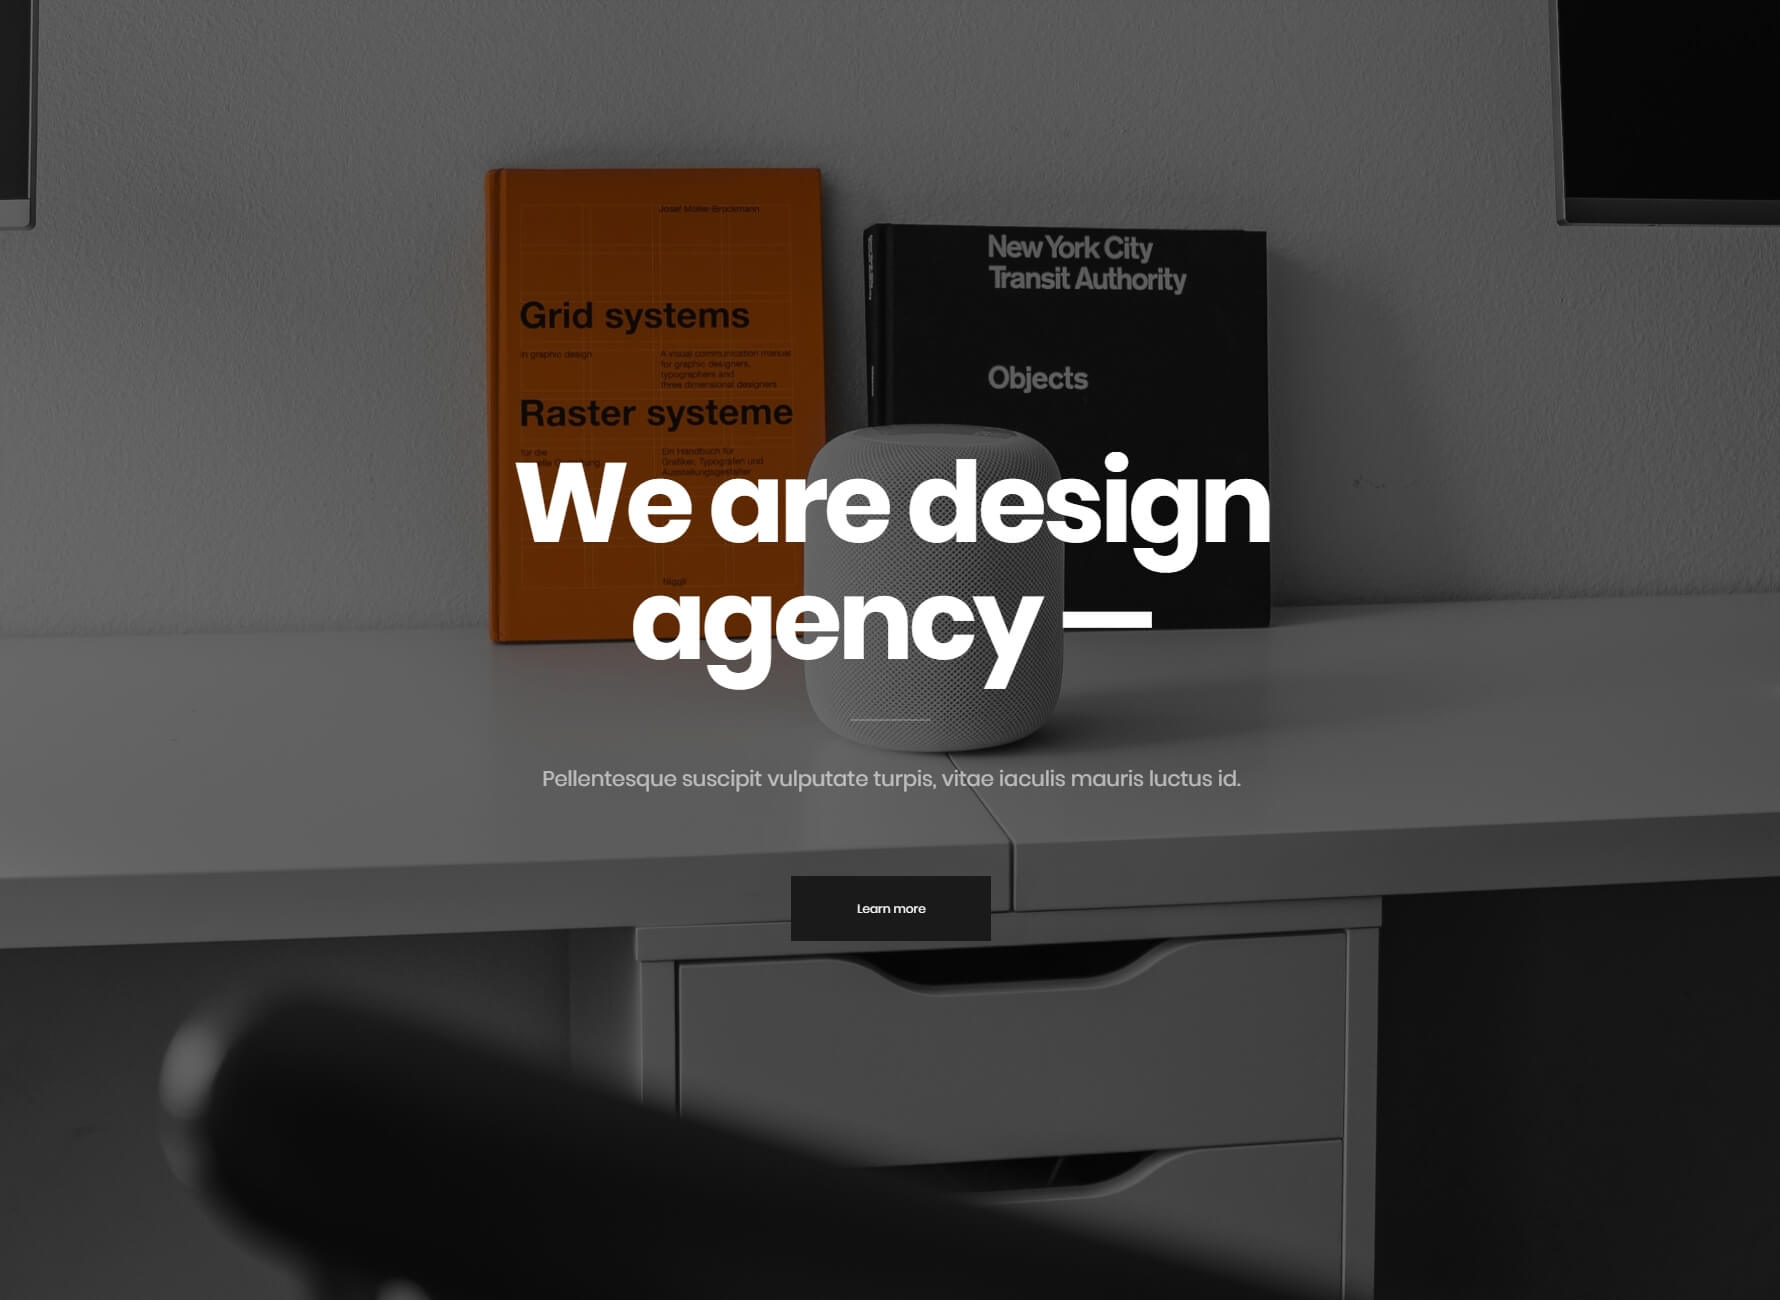 Josef Müller-Brockmann
Grid systems
in graphic design
A visual communication manual
for graphic designers,
typographers and
three dimensional designers
Raster systeme
für die
Ein Handbuch für
Grafiker, Typografen und
Ausstellungsgestalter
Niggli
New York City
Transit Authority
Objects
We are design
agency —
Pellentesque suscipit vulputate turpis, vitae iaculis mauris luctus id.
Learn more